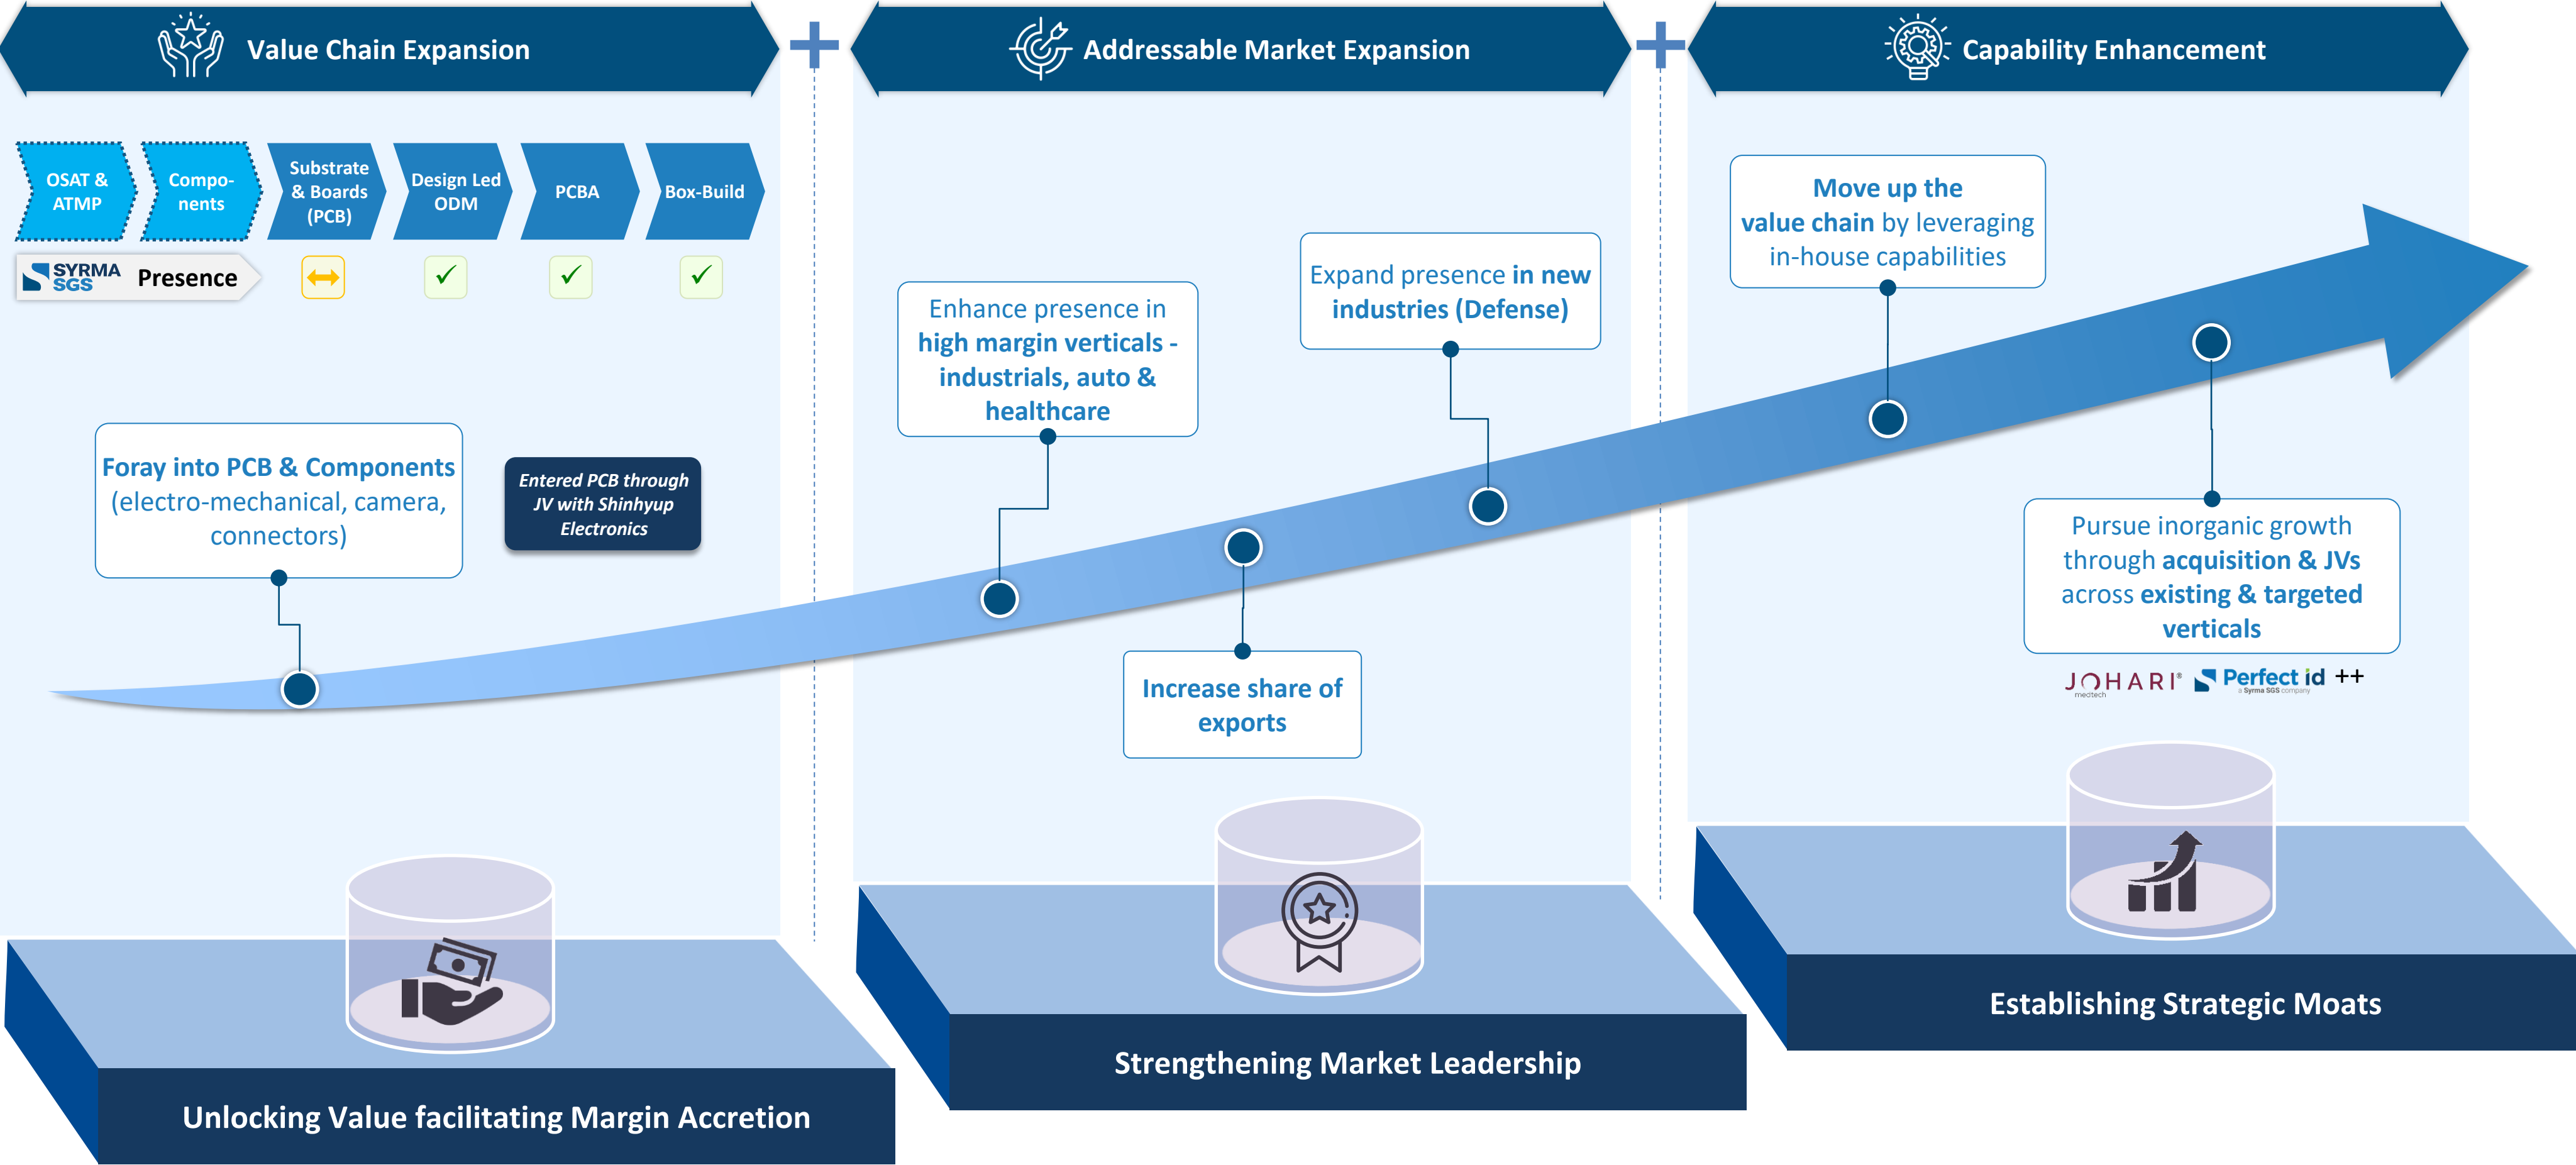 Value Chain Expansion
Addressable Market Expansion
Capability Enhancement
OSAT &
ATMP
Compo-
nents
Substrate
& Boards
(PCB)
Design Led
ODM
PCBA
Box-Build
SYRMA
SGS
Presence
Foray into PCB & Components
(electro-mechanical, camera,
connectors)
Entered PCB through
JV with Shinhyup
Electronics
Enhance presence in
high margin verticals -
industrials, auto &
healthcare
Expand presence in new
industries (Defense)
Increase share of
exports
Move up the
value chain by leveraging
in-house capabilities
Pursue inorganic growth
through acquisition & JVs
across existing & targeted
verticals
JOHARI®
medtech
Perfect id
a Syrma SGS company
++
Unlocking Value facilitating Margin Accretion
Strengthening Market Leadership
Establishing Strategic Moats